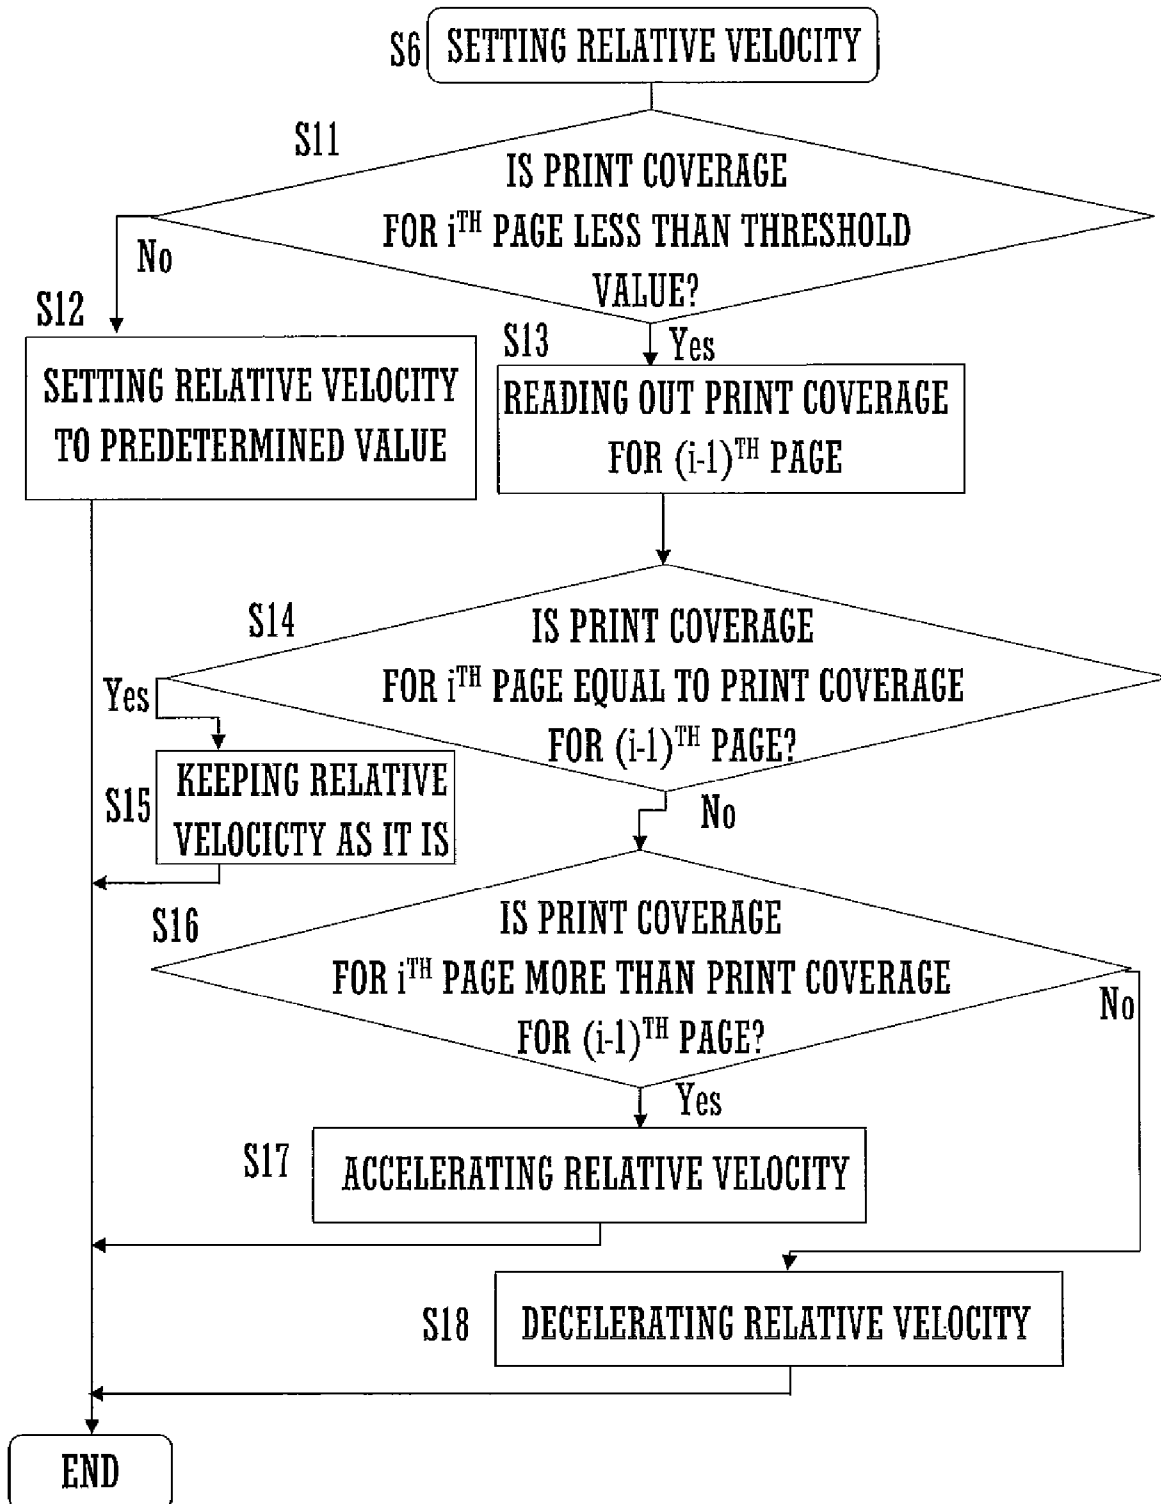 S6
SETTING RELATIVE VELOCITY
S11
IS PRINT COVERAGE
FOR iTH PAGE LESS THAN THRESHOLD
VALUE?
No
Yes
S12
SETTING RELATIVE VELOCITY
TO PREDETERMINED VALUE
S13
READING OUT PRINT COVERAGE
FOR (i-1)TH PAGE
S14
IS PRINT COVERAGE
FOR iTH PAGE EQUAL TO PRINT COVERAGE
FOR (i-1)TH PAGE?
Yes
No
S15
KEEPING RELATIVE
VELOCICTY AS IT IS
S16
IS PRINT COVERAGE
FOR iTH PAGE MORE THAN PRINT COVERAGE
FOR (i-1)TH PAGE?
No
Yes
S17
ACCELERATING RELATIVE VELOCITY
S18
DECELERATING RELATIVE VELOCITY
END